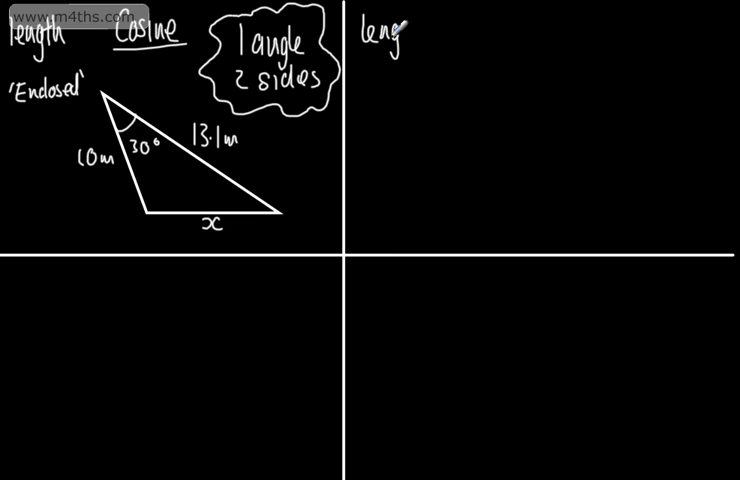 www.m4ths.com
length Cosine
1 angle
2 sides
'Enclosed'
10m
30°
13.1m
x
leng